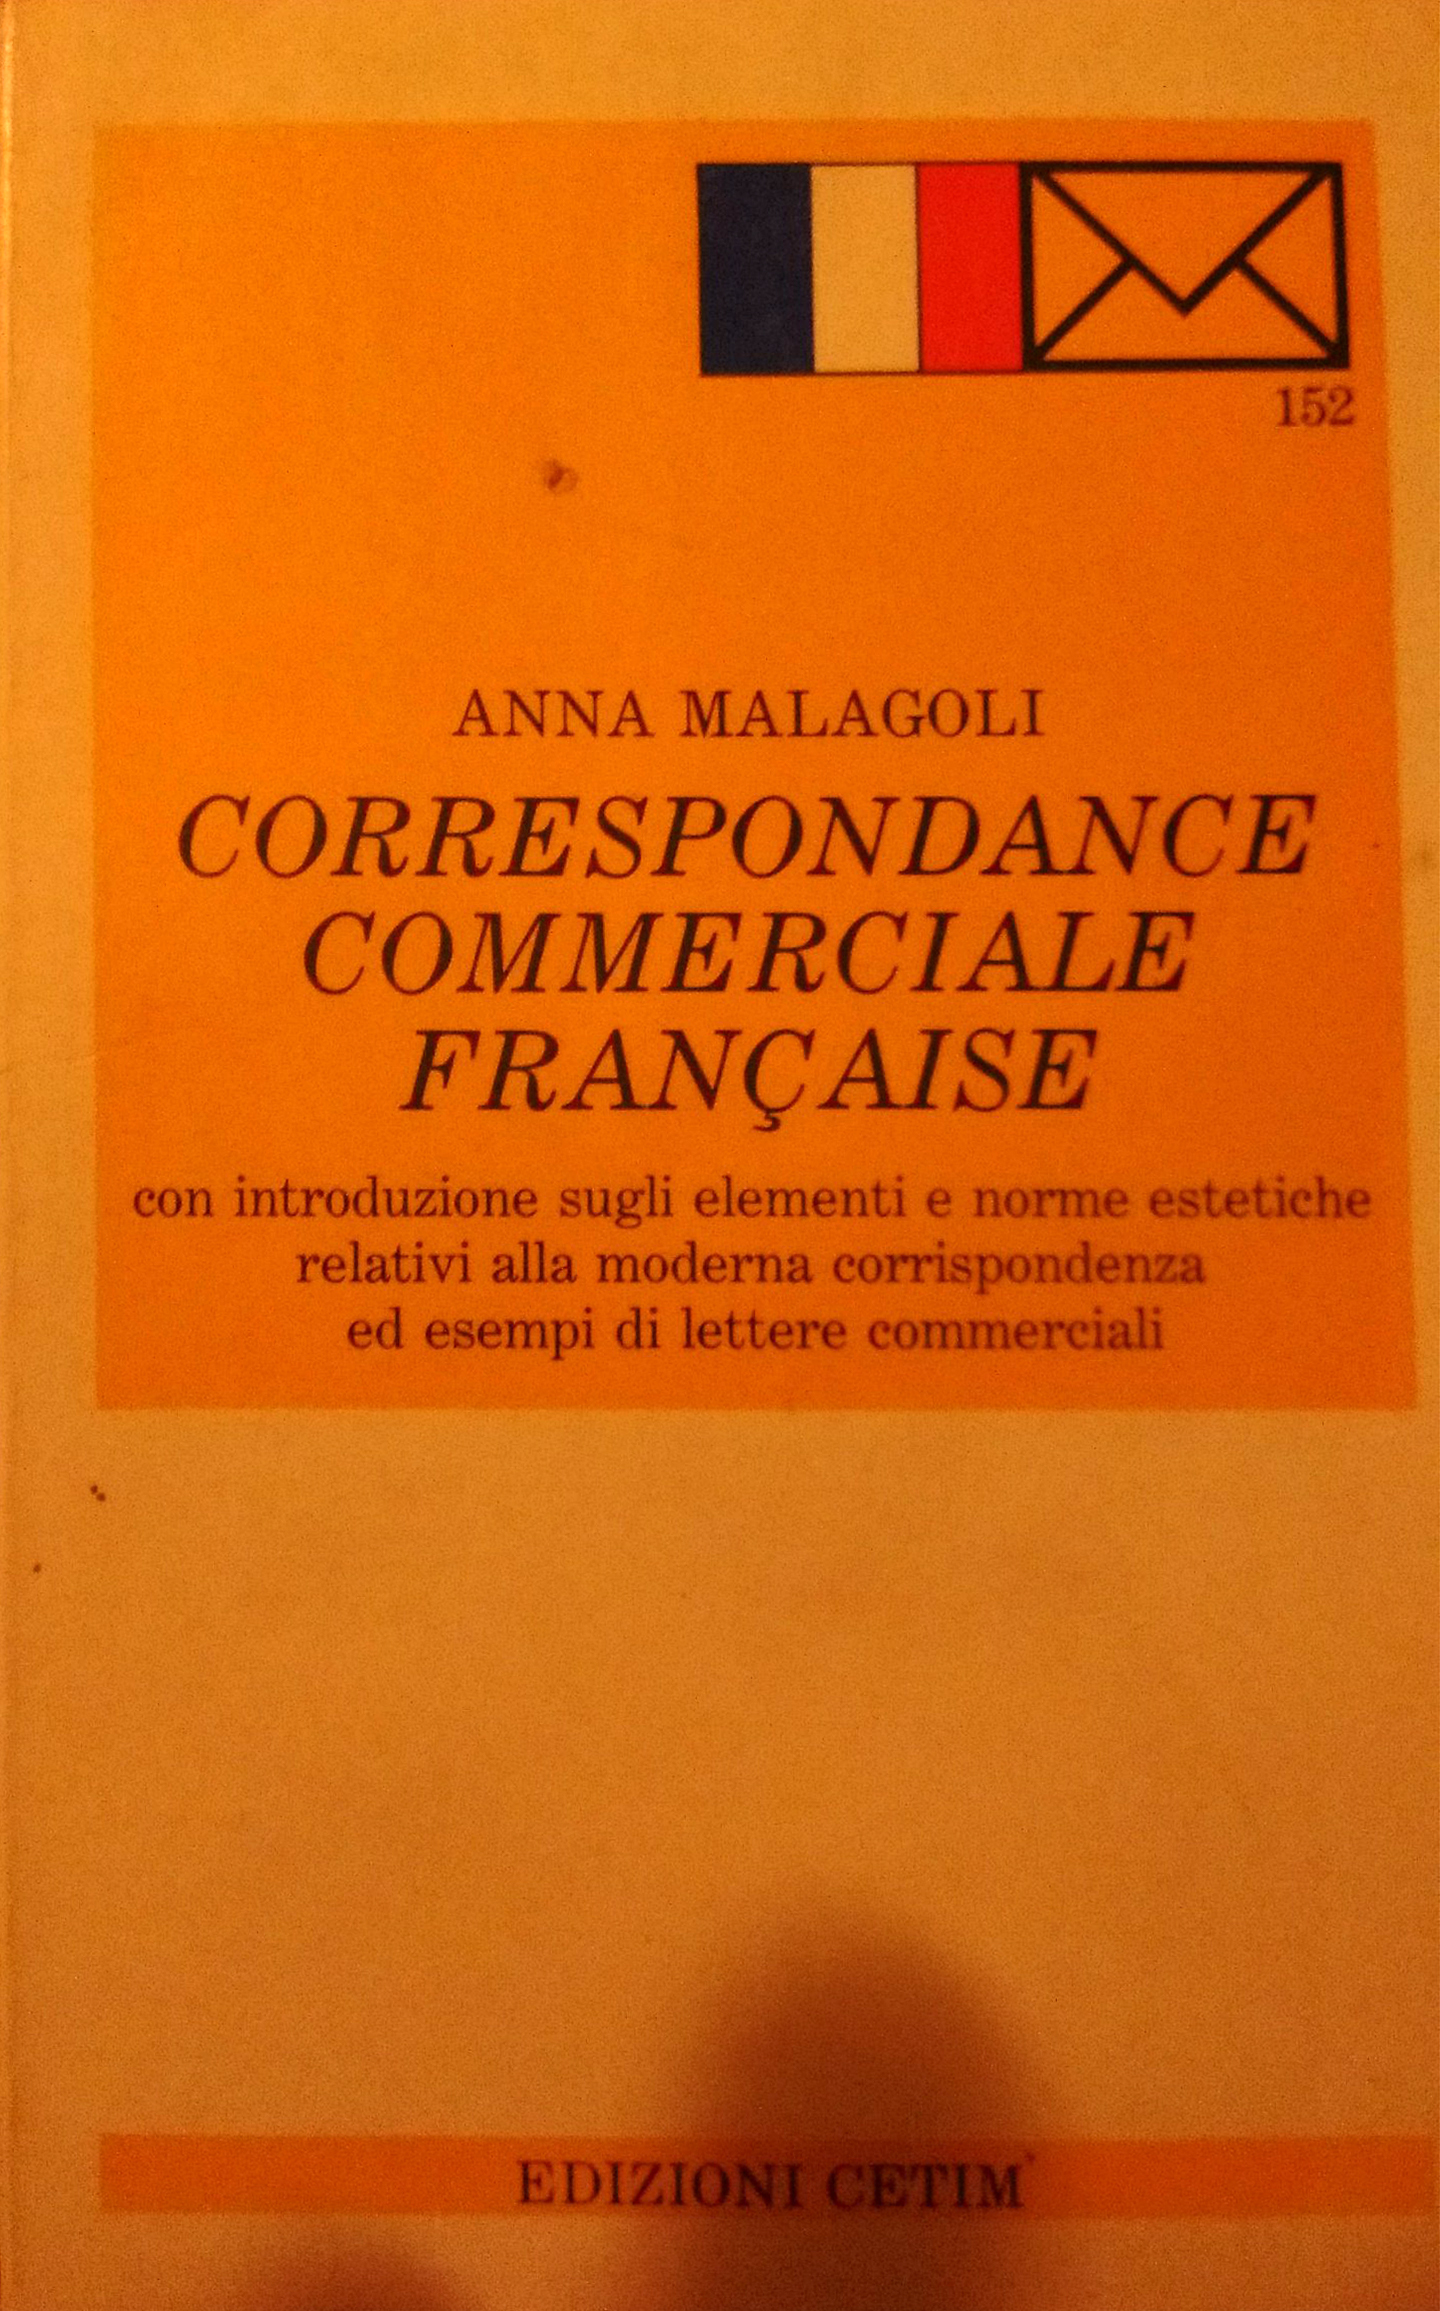 152
ANNA MALAGOLI
CORRESPONDANCE
COMMERCIALE
FRANÇAISE
con introduzione sugli elementi e norme estetiche
relativi alla moderna corrispondenza
ed esempi di lettere commerciali
EDIZIONI CETIM